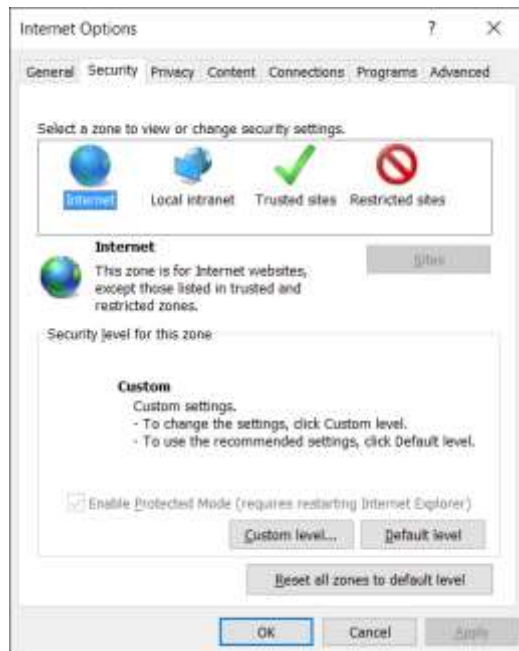 Internet Options ? ×
General Security Privacy Content Connections Programs Advanced
Select a zone to view or change security settings.
Internet Local intranet Trusted sites Restricted sites
Internet
Sites
This zone is for Internet websites,
except those listed in trusted and
restricted zones.
Security level for this zone
Custom
Custom settings.
- To change the settings, click Custom level.
- To use the recommended settings, click Default level.
Enable Protected Mode (requires restarting Internet Explorer)
Custom level... Default level
Reset all zones to default level
OK Cancel Apply